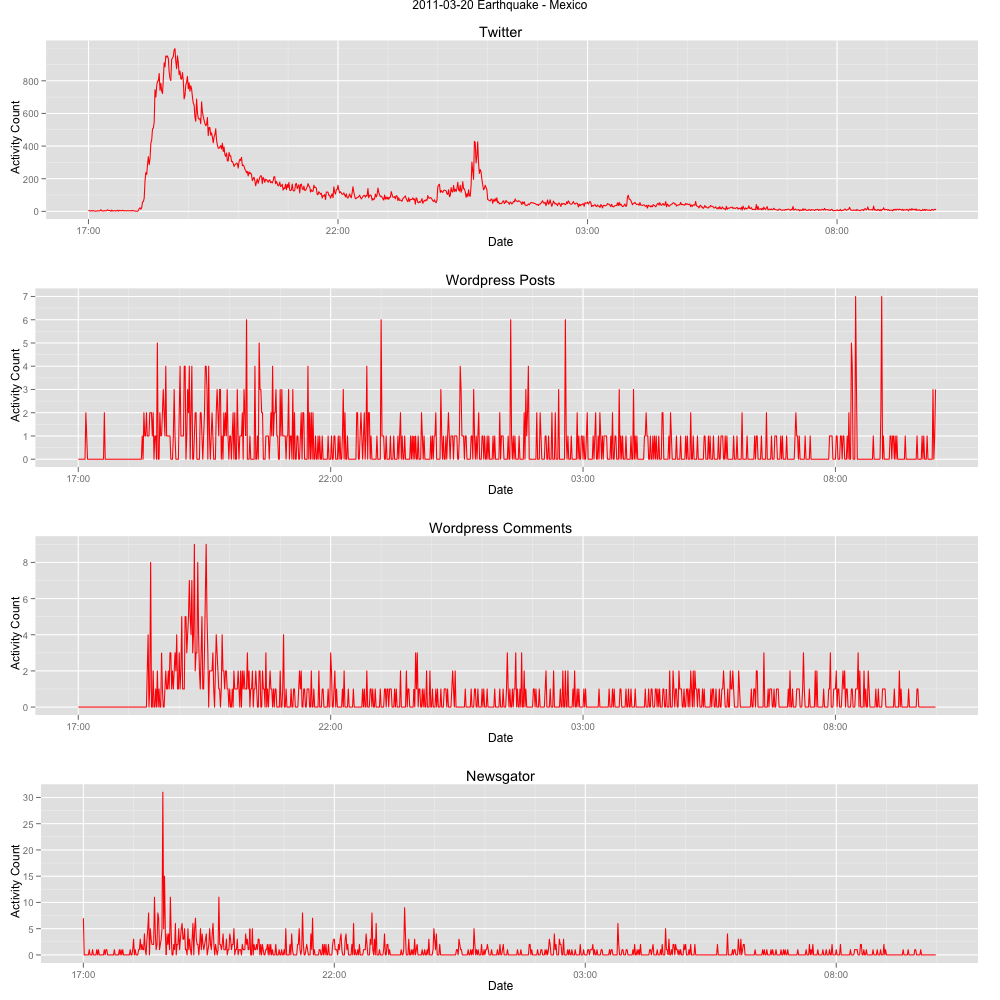 2011-03-20 Earthquake - Mexico
Twitter
Activity Count
800
600
400
200
0
17:00 22:00 03:00 08:00
Date
Wordpress Posts
Activity Count
7
6
5
4
3
2
1
0
17:00 22:00 03:00 08:00
Date
Wordpress Comments
Activity Count
8
6
4
2
0
17:00 22:00 03:00 08:00
Date
Newsgator
Activity Count
30
25
20
15
10
5
0
17:00 22:00 03:00 08:00
Date